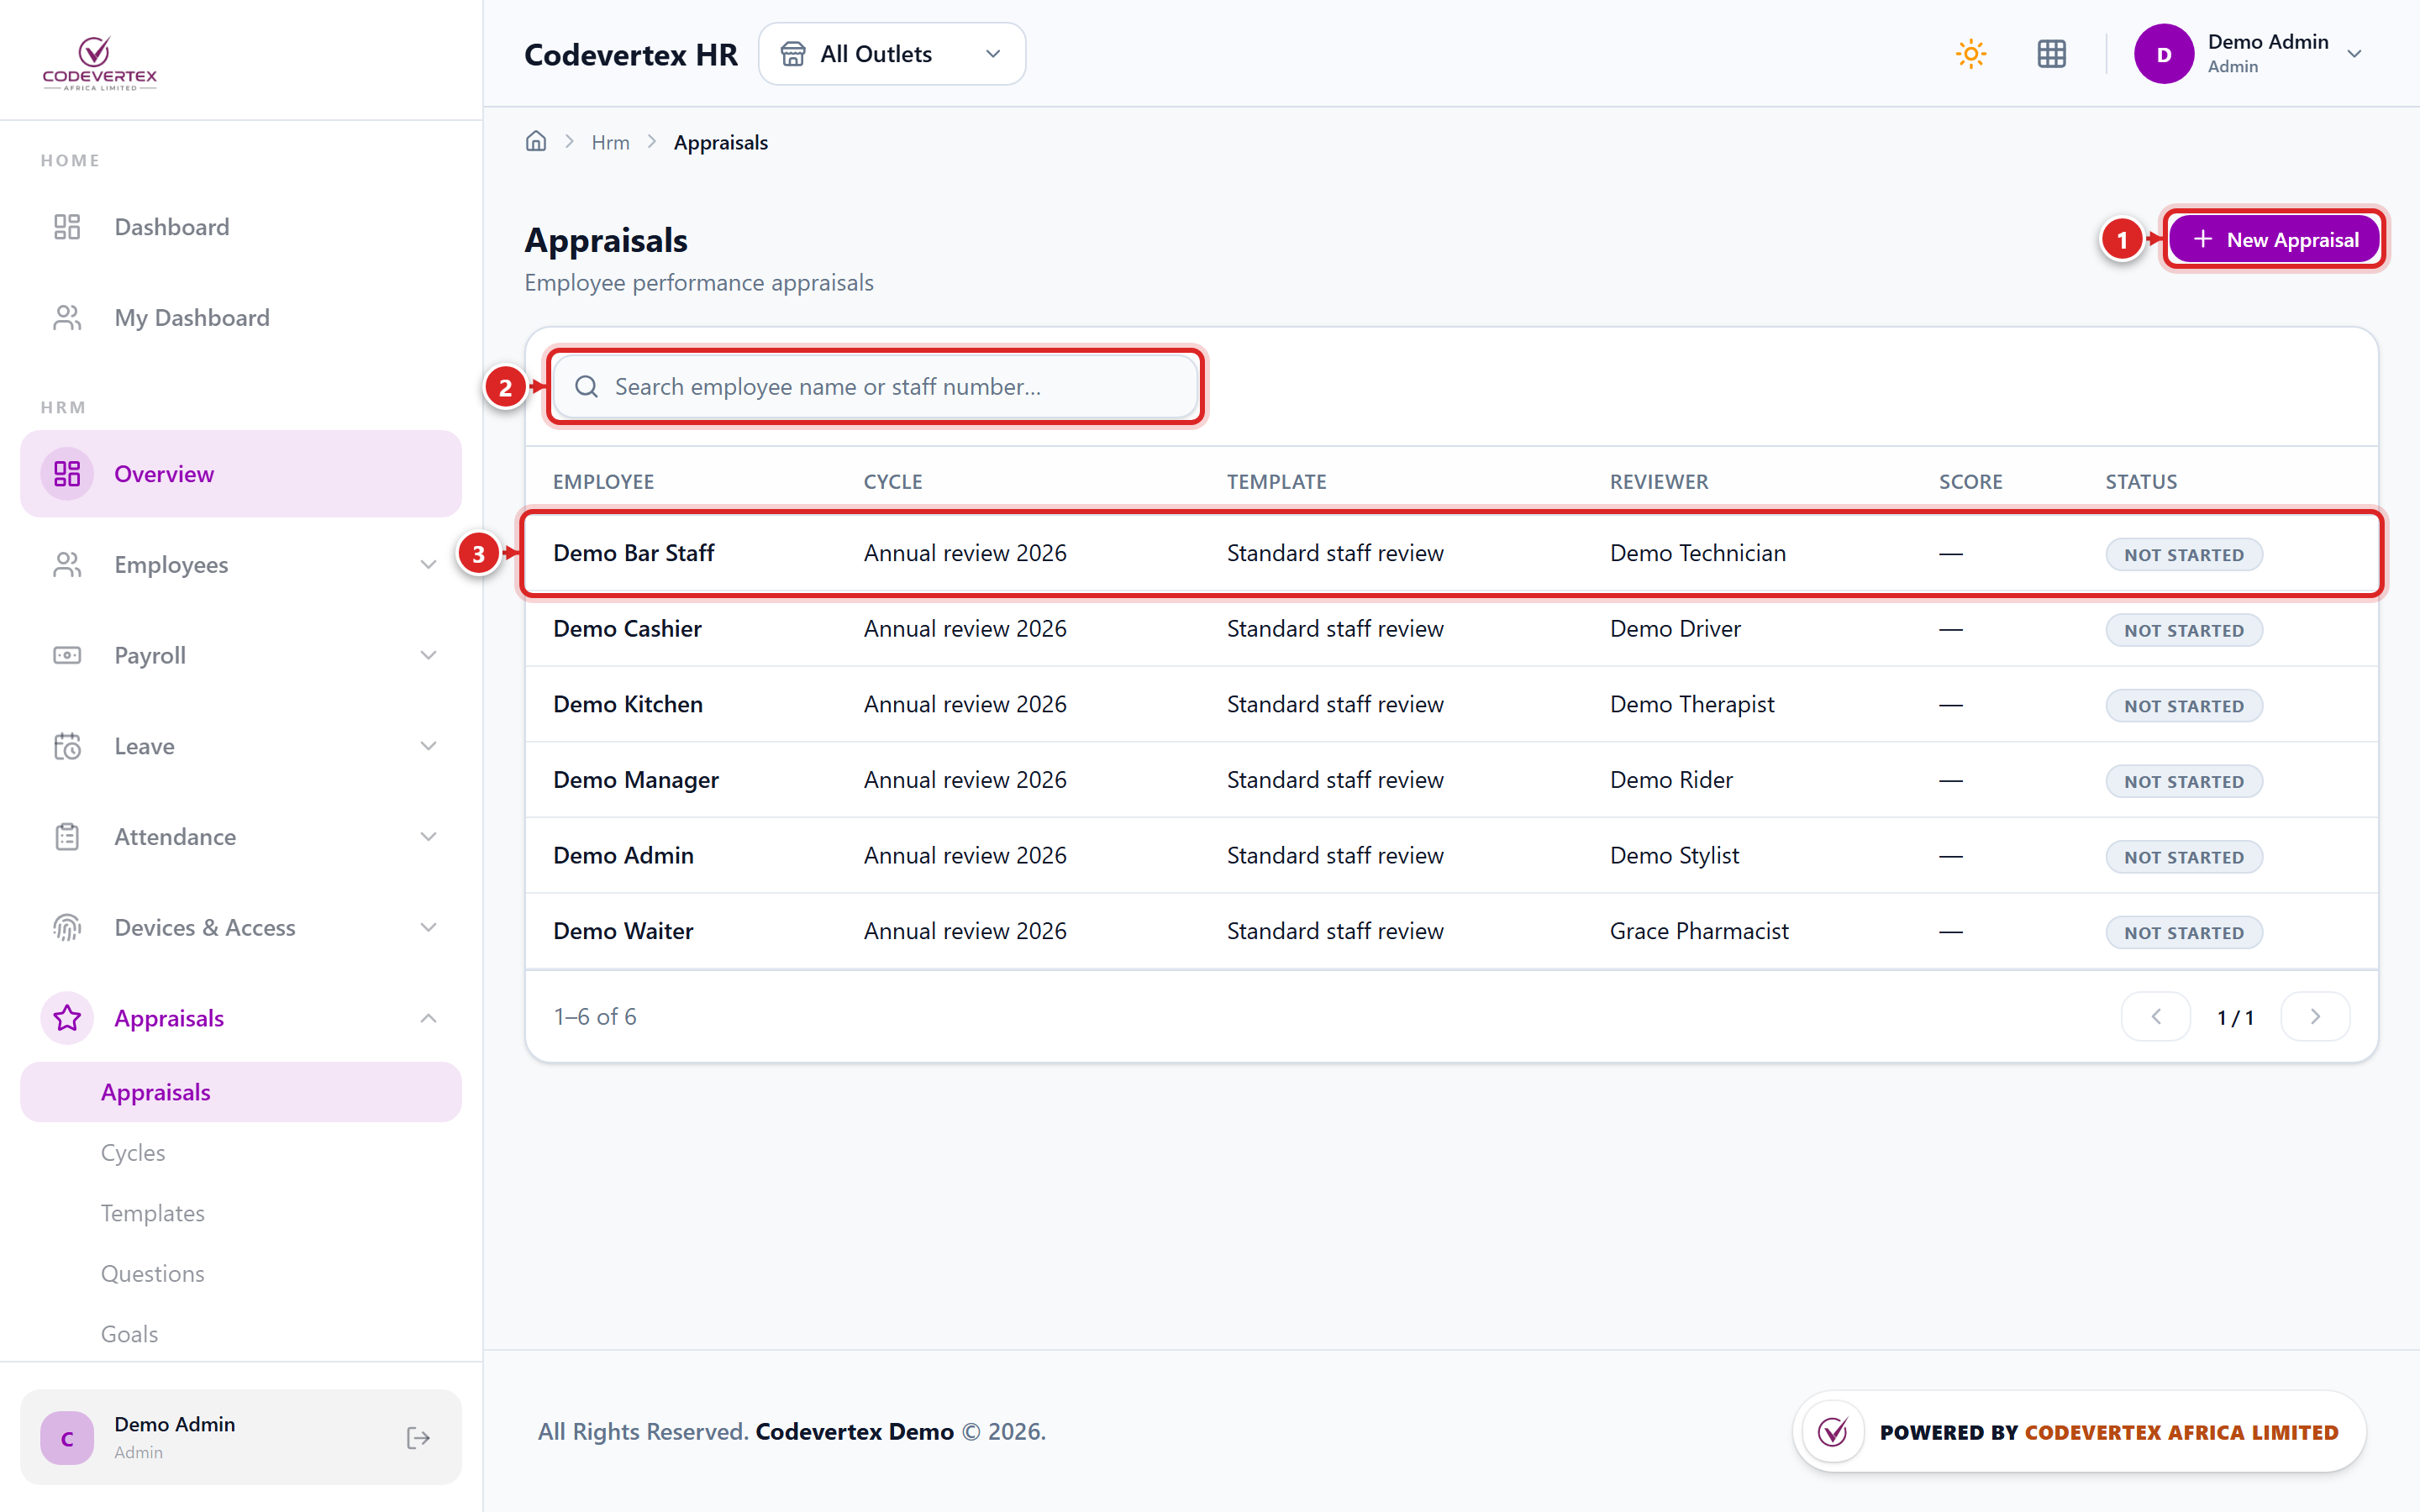 CODEVERTEX
AFRICA LIMITED
HOME
Dashboard
My Dashboard
HRM
Overview
Employees
Payroll
Leave
Attendance
Devices & Access
Appraisals
Appraisals
Cycles
Templates
Questions
Goals
C
Demo Admin
Admin
Codevertex HR
All Outlets
D
Demo Admin
Admin
Hrm
Appraisals
Appraisals
Employee performance appraisals
1
+ New Appraisal
2
Search employee name or staff number...
EMPLOYEE CYCLE TEMPLATE REVIEWER SCORE STATUS
3
Demo Bar Staff Annual review 2026 Standard staff review Demo Technician — NOT STARTED
Demo Cashier Annual review 2026 Standard staff review Demo Driver — NOT STARTED
Demo Kitchen Annual review 2026 Standard staff review Demo Therapist — NOT STARTED
Demo Manager Annual review 2026 Standard staff review Demo Rider — NOT STARTED
Demo Admin Annual review 2026 Standard staff review Demo Stylist — NOT STARTED
Demo Waiter Annual review 2026 Standard staff review Grace Pharmacist — NOT STARTED
1–6 of 6
1 / 1
All Rights Reserved. Codevertex Demo © 2026.
POWERED BY CODEVERTEX AFRICA LIMITED